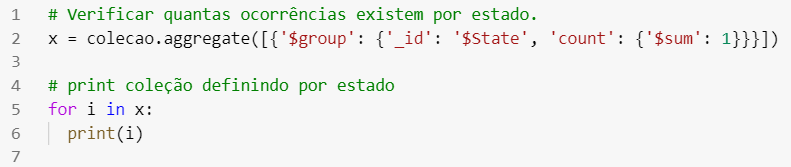 1 # Verificar quantas ocorrências existem por estado.
2 x = colecao.aggregate([{'$group': {'_id': '$State', 'count': {'$sum': 1}}}])
3
4 # print coleção definindo por estado
5 for i in x:
6   print(i)
7